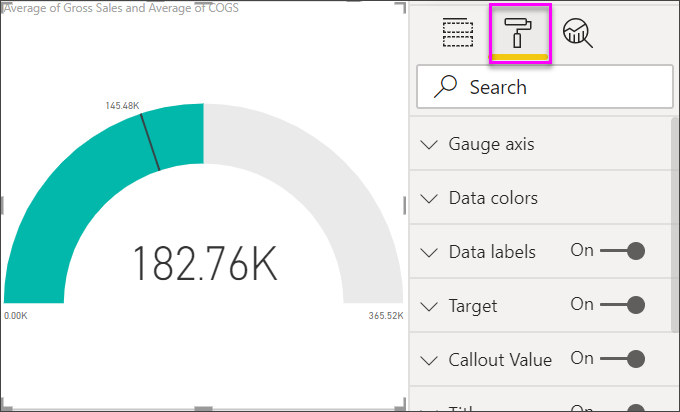 Average of Gross Sales and Average of COGS
145.48K
182.76K
0.00K
365.52K
Search
Gauge axis
Data colors
Data labels On
Target On
Callout Value On